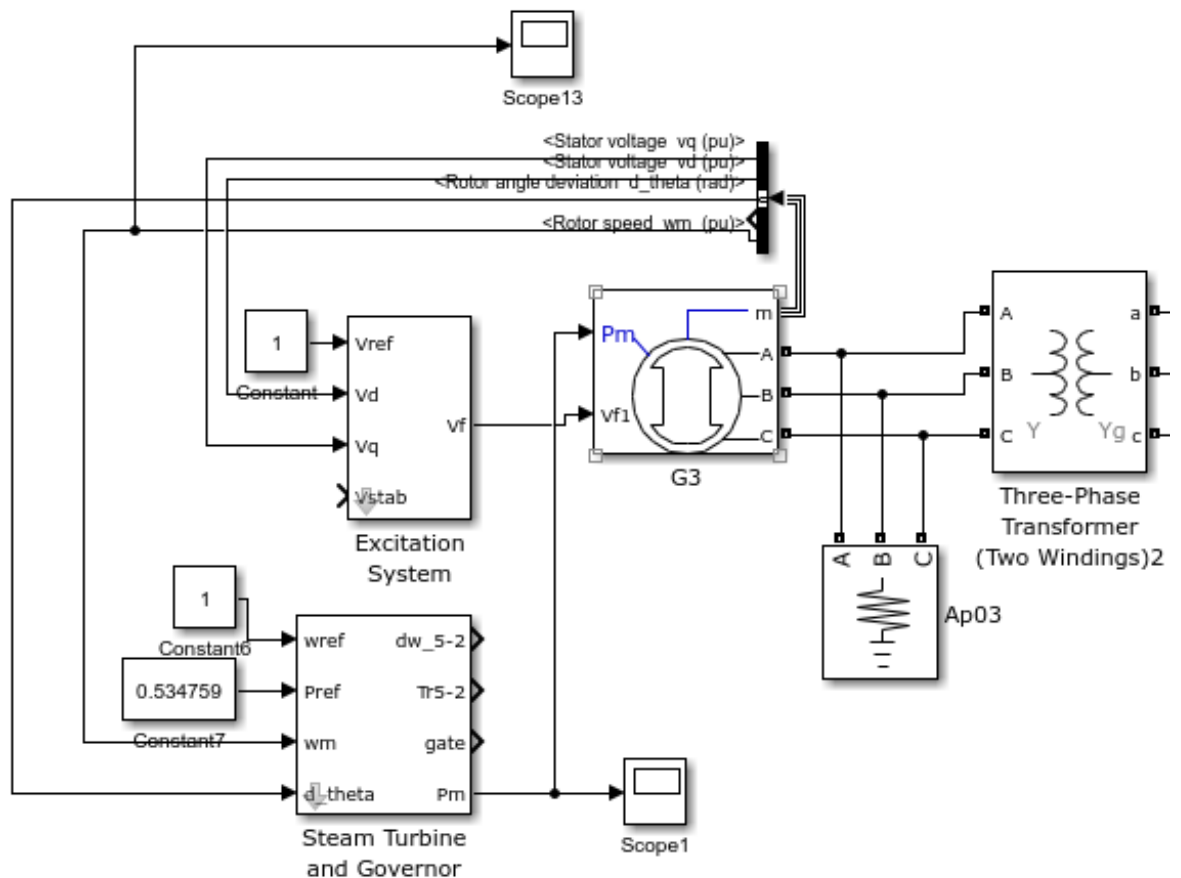 Scope13
<Stator voltage vq (pu)>
<Stator voltage vd (pu)>
<Rotor angle deviation d_theta (rad)>
<Rotor speed wm (pu)>
1
Constant
Vref
Vd
Vq
Vstab
Vf
Excitation
System
Pm
Vf1
m
A
B
C
G3
A
B
C
a
b
c
Y
Yg
Three-Phase
Transformer
(Two Windings)2
A
B
C
Ap03
1
Constant6
0.534759
Constant7
wref
Pref
wm
d_theta
dw_5-2
Tr5-2
gate
Pm
Steam Turbine
and Governor
Scope1